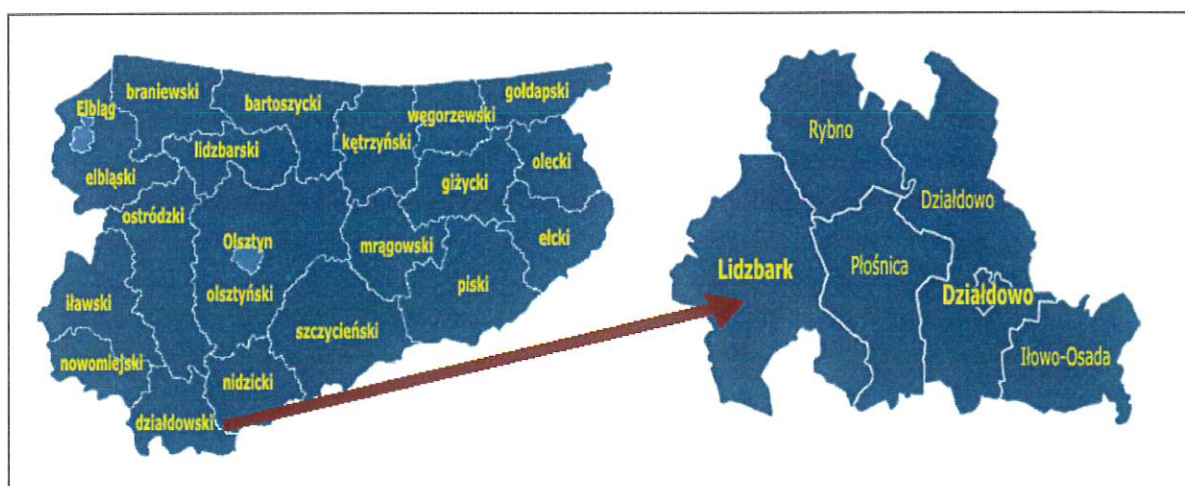 braniewski
bartoszycki
gołdapski
Elbląg
węgorzewski
lidzbarski
kętrzyński
olecki
elbląski
giżycki
ostródzki
Olsztyn
mrągowski
ełcki
olsztyński
piski
iławski
szczycieński
nowomiejski
nidzicki
działdowski
Rybno
Działdowo
Lidzbark
Płośnica
Działdowo
Iłowo-Osada